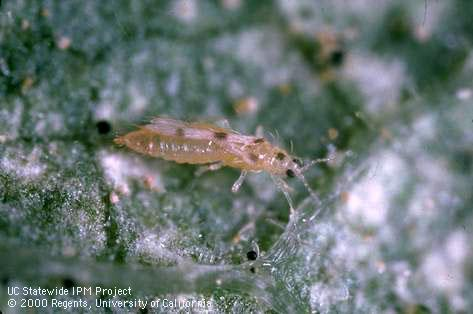 UC Statewide IPM Project
© 2000 Regents, University of California